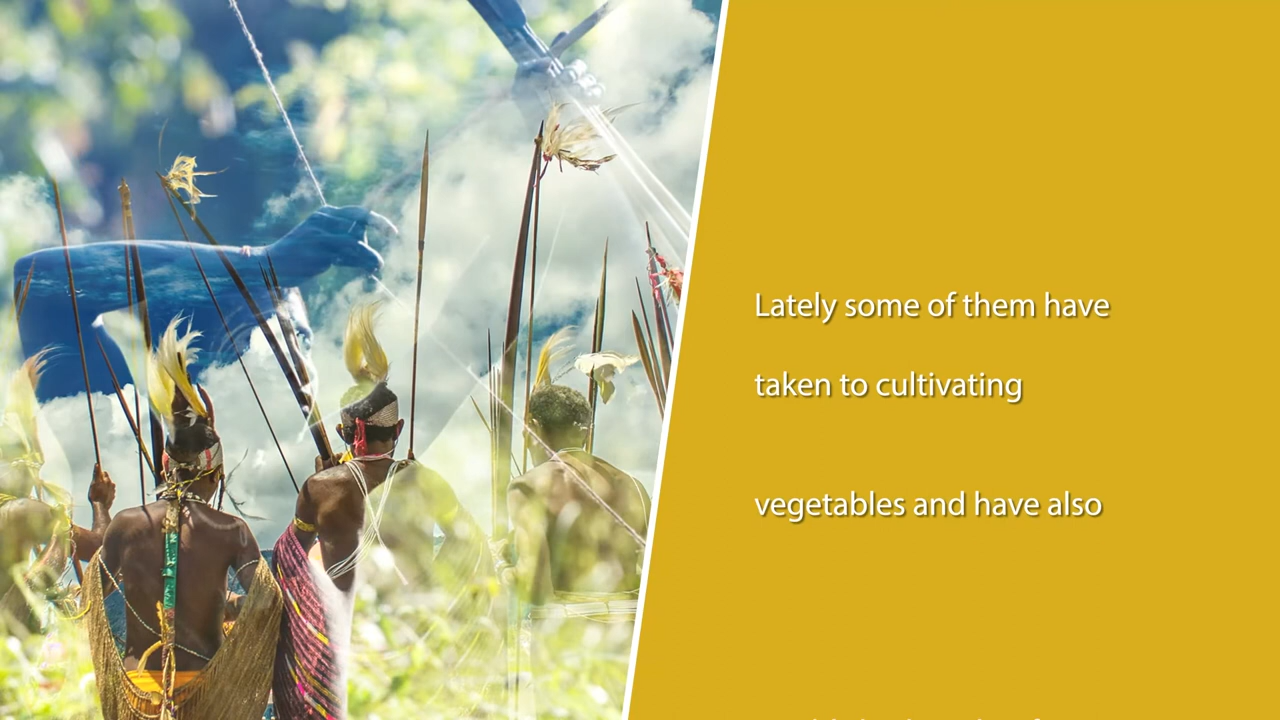 Lately some of them have
taken to cultivating
vegetables and have also